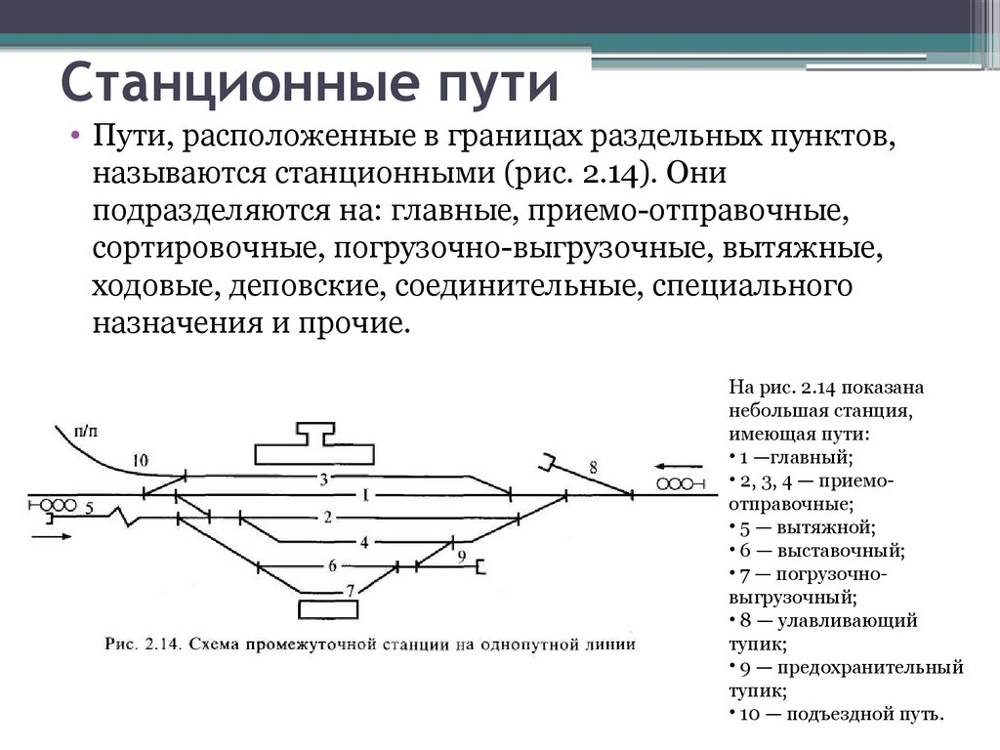 Станционные пути
• Пути, расположенные в границах раздельных пунктов,
называются станционными (рис. 2.14). Они
подразделяются на: главные, приемо-отправочные,
сортировочные, погрузочно-выгрузочные, вытяжные,
ходовые, деповские, соединительные, специального
назначения и прочие.
п/п
10
3
8
I
5
2
4
9
6
7
Рис. 2.14. Схема промежуточной станции на однопутной линии
На рис. 2.14 показана
небольшая станция,
имеющая пути:
• 1 —главный;
• 2, 3, 4 — приемо-
отправочные;
• 5 — вытяжной;
• 6 — выставочный;
• 7 — погрузочно-
выгрузочный;
• 8 — улавливающий
тупик;
• 9 — предохранительный
тупик;
• 10 — подъездной путь.